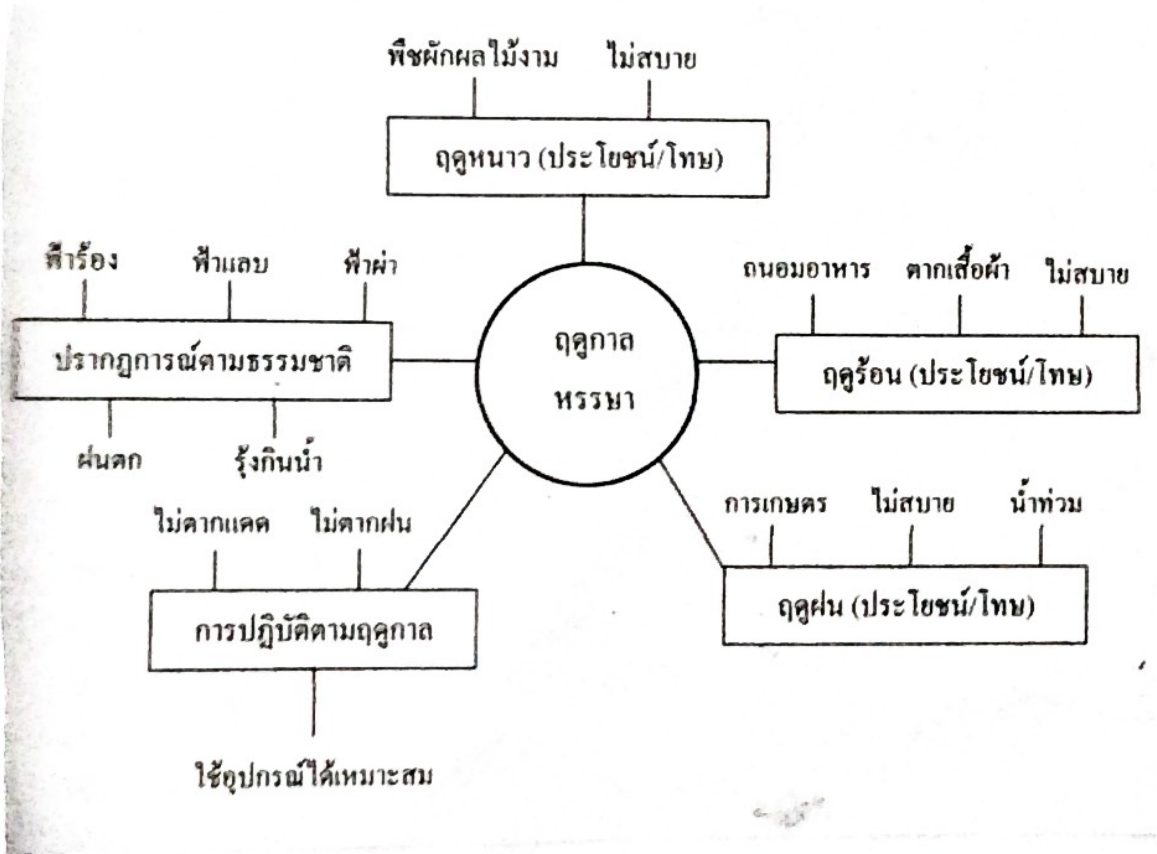 พืชผักผลไม้งาม ไม่สบาย
ฤดูหนาว (ประโยชน์/โทษ)
ฟ้าร้อง ฟ้าแลบ ฟ้าผ่า
ปรากฏการณ์ตามธรรมชาติ
ฝนตก รุ้งกินน้ำ
ฤดูกาล
หรรษา
ถนอมอาหาร ตากเสื้อผ้า ไม่สบาย
ฤดูร้อน (ประโยชน์/โทษ)
ไม่ตากแดด ไม่ตากฝน
การปฏิบัติตามฤดูกาล
ใช้อุปกรณ์ได้เหมาะสม
การเกษตร ไม่สบาย น้ำท่วม
ฤดูฝน (ประโยชน์/โทษ)